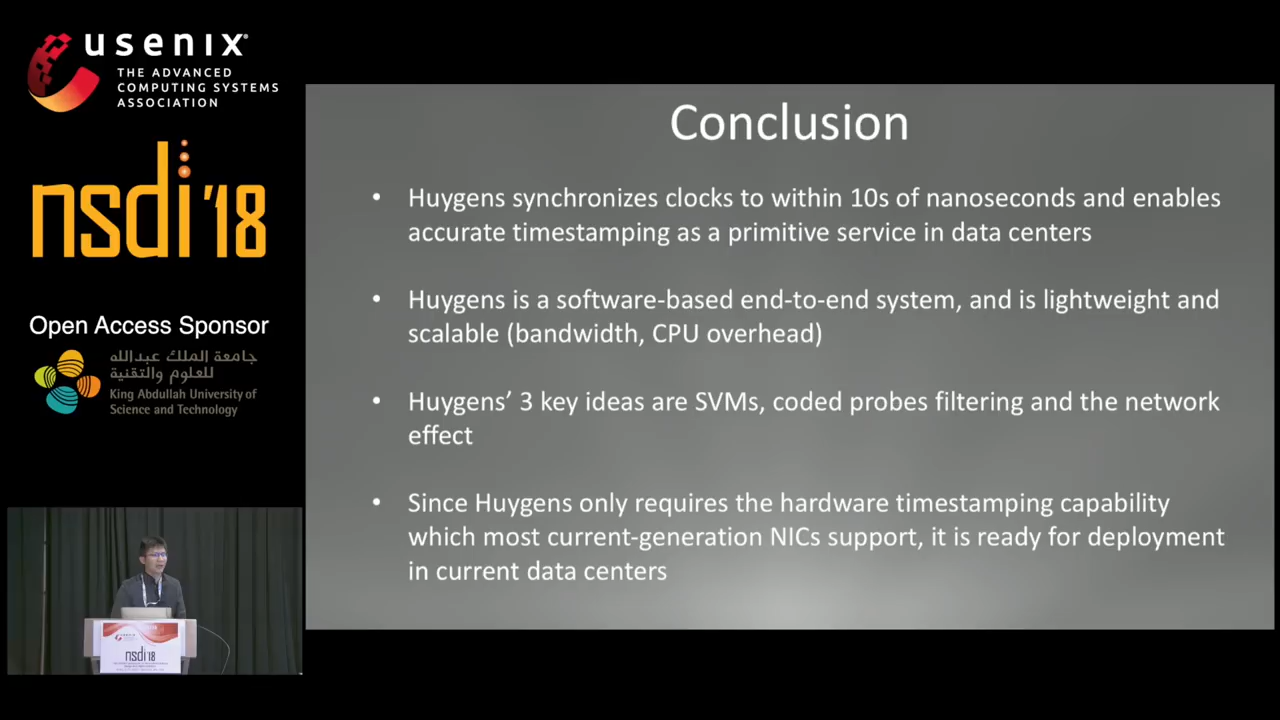 usenix
THE ADVANCED
COMPUTING SYSTEMS
ASSOCIATION
nsdi '18
Open Access Sponsor
جامعة الملك عبدالله
للعلوم والتقنية
King Abdullah University of
Science and Technology
Conclusion
• Huygens synchronizes clocks to within 10s of nanoseconds and enables
accurate timestamping as a primitive service in data centers
• Huygens is a software-based end-to-end system, and is lightweight and
scalable (bandwidth, CPU overhead)
• Huygens’ 3 key ideas are SVMs, coded probes filtering and the network
effect
• Since Huygens only requires the hardware timestamping capability
which most current-generation NICs support, it is ready for deployment
in current data centers
usenix
nsdi '18